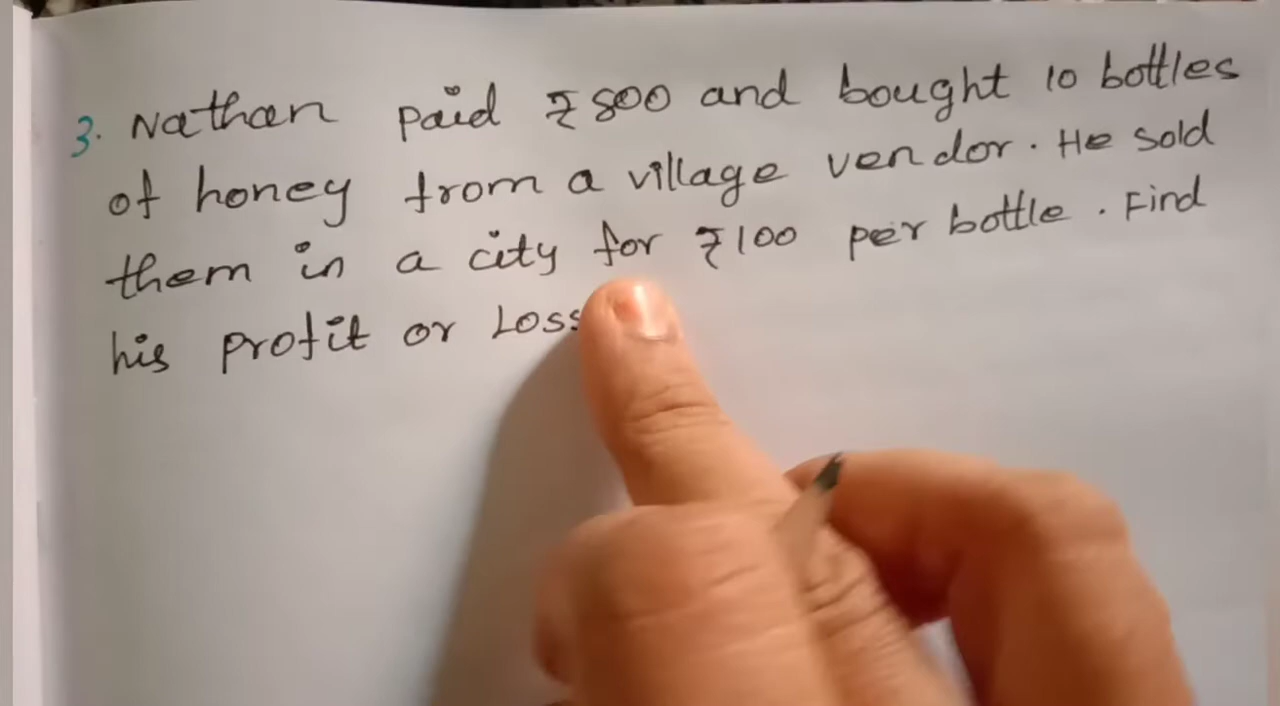 3. Nathan paid ₹800 and bought 10 bottles
of honey from a village vendor. He sold
them in a city for ₹100 per bottle. Find
his profit or Loss